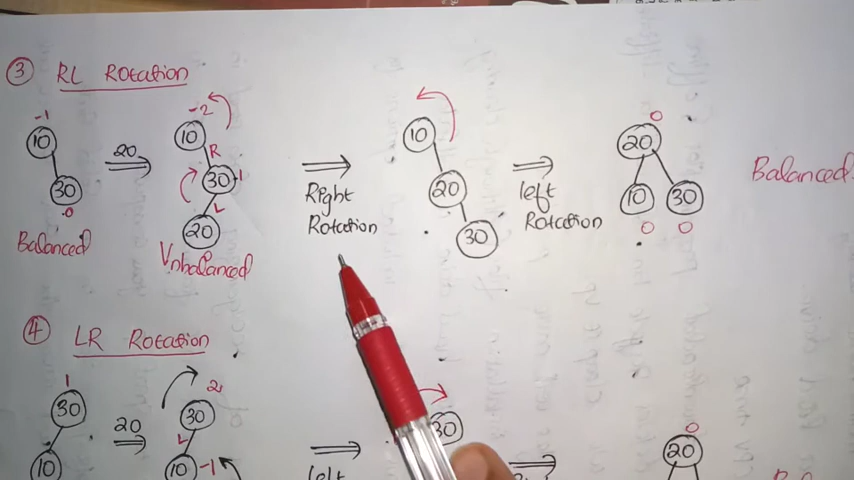 ③ RL Rotation
-1
10
30
0
Balanced
20
-2
10
R
30 -1
L
20
Unbalanced
Right
Rotation
10
20
30
left
Rotation
0
20
10
30
0
0
Balanced
④ LR Rotation
1
30
10
20
2
30
L
10 -1
left
30
0
20